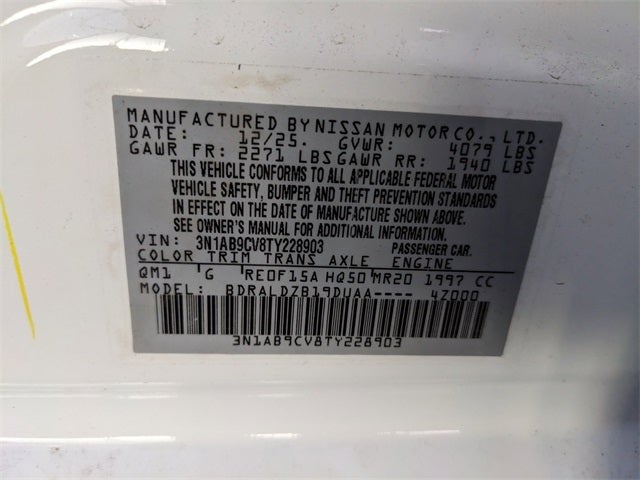 MANUFACTURED BY NISSAN MOTOR CO., LTD.
DATE: 12/25. GVWR: 4079 LBS
GAWR FR: 2271 LBS GAWR RR: 1940 LBS
THIS VEHICLE CONFORMS TO ALL APPLICABLE FEDERAL MOTOR
VEHICLE SAFETY, BUMPER AND THEFT PREVENTION STANDARDS
IN EFFECT ON THE DATE OF MANUFACTURE SHOWN ABOVE.
SEE OWNER'S MANUAL FOR ADDITIONAL INFORMATION.
VIN: 3N1AB9CV8TY228903 PASSENGER CAR.
COLOR TRIM TRANS AXLE ENGINE
QM1 G RE0F15A HQ50 MR20 1997 CC
MODEL: BDRALDZB19DUAA---- 4Z000
3N1AB9CV8TY228903